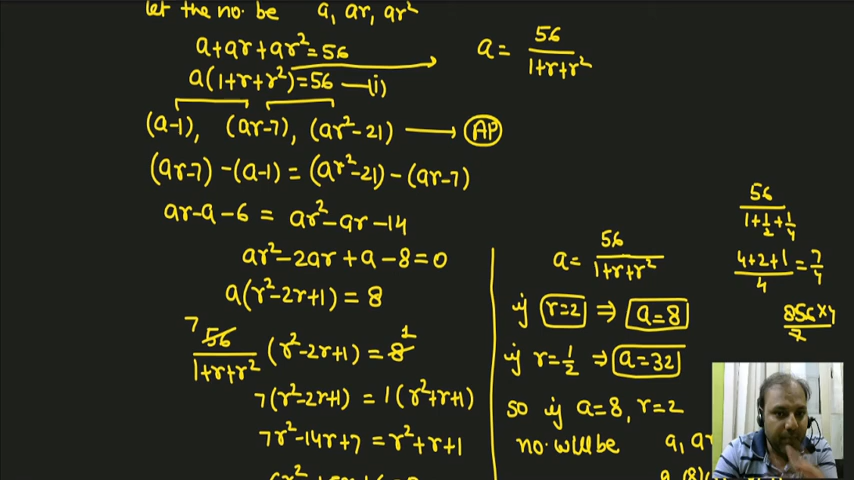 let the no. be a, ar, ar²
a+ar+ar²=56
a(1+r+r²)=56 —(i)
a = 56/(1+r+r²)
(a-1), (ar-7), (ar²-21) → AP
(ar-7) - (a-1) = (ar²-21) - (ar-7)
ar-a-6 = ar²-ar-14
ar²-2ar+a-8=0
a(r²-2r+1) = 8
7 56/(1+r+r²) (r²-2r+1) = 8 1
7(r²-2r+1) = 1(r²+r+1)
7r²-14r+7 = r²+r+1
a = 56/(1+r+r²)
if r=2 ⇒ a=8
if r=1/2 ⇒ a=32
so if a=8, r=2
no. will be a, ar
56/(1+1/2+1/4)
(4+2+1)/4 = 7/4
856×4/7